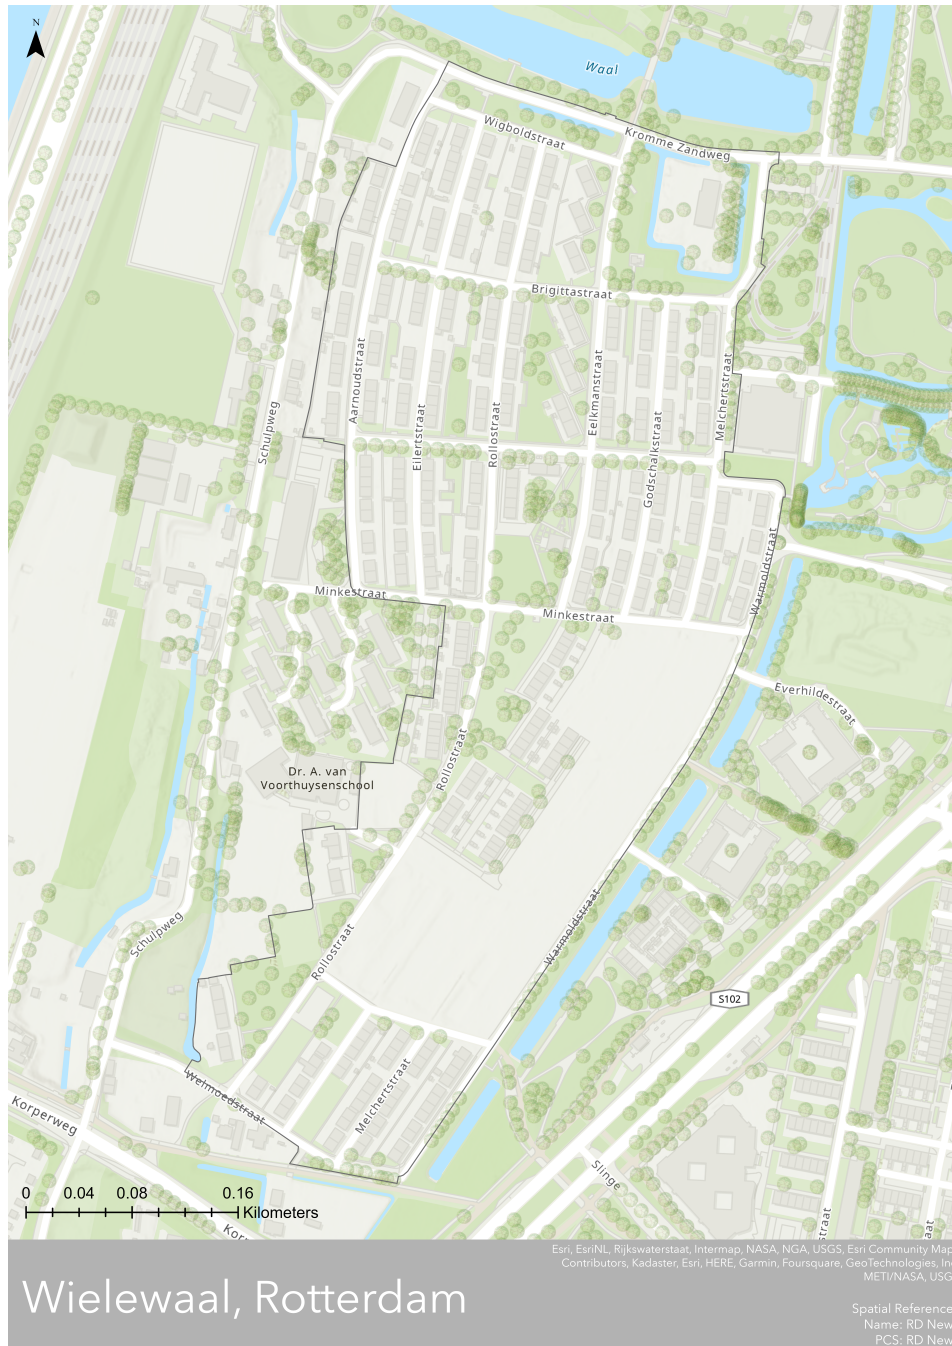 N
Waal
Wigboldstraat
Kromme Zandweg
Brigittastraat
Aarnoudstraat
Eelkmanstraat
Melchertstraat
Schulpweg
Eilertstraat
Rollostraat
Godschalkstraat
Warmoldstraat
Minkestraat
Minkestraat
Everhildestraat
Rollostraat
Dr. A. van
Voorthuysenschool
Schulpweg
Rollostraat
Warmoldstraat
S102
Welmoedstraat
Melchertstraat
Korperweg
Slinge
0 0.04 0.08 0.16
Kilometers
Kor
straat
aat
Esri, EsriNL, Rijkswaterstaat, Intermap, NASA, NGA, USGS, Esri Community Map
Contributors, Kadaster, Esri, HERE, Garmin, Foursquare, GeoTechnologies, In
METI/NASA, USG
Wielewaal, Rotterdam
Spatial Reference
Name: RD New
PCS: RD New